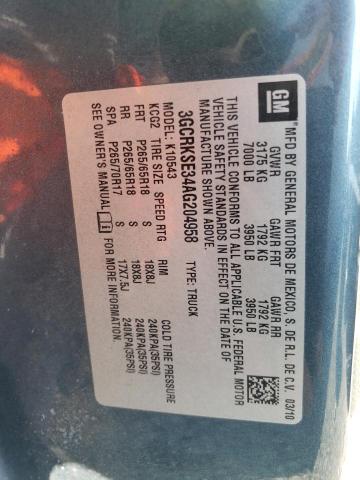 GM
MFD BY GENERAL MOTORS DE MEXICO, S. DE R.L. DE C.V. 03/10
GVWR GAWR FRT GAWR RR
3175 KG 1792 KG 1792 KG
7000 LB 3950 LB 3950 LB
THIS VEHICLE CONFORMS TO ALL APPLICABLE U.S. FEDERAL MOTOR
VEHICLE SAFETY STANDARDS IN EFFECT ON THE DATE OF
MANUFACTURE SHOWN ABOVE.
3GCRKSE34AG204958 TYPE: TRUCK
MODEL: K10543
KCG2 TIRE SIZE SPEED RTG RIM COLD TIRE PRESSURE
FRT P265/65R18 S 18X8J 240KPA(35PSI)
RR P265/65R18 S 18X8J 240KPA(35PSI)
SPA P265/70R17 S 17X7.5J 240KPA(35PSI)
SEE OWNER'S MANUAL FOR MORE INFORMATION.